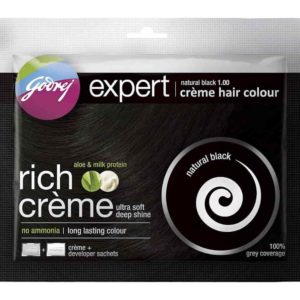 Godrej
expert
natural black 1.00
crème hair colour
aloe & milk protein
rich
crème
ultra soft
deep shine
no ammonia | long lasting colour
crème +
developer sachets
natural black
100%
grey coverage